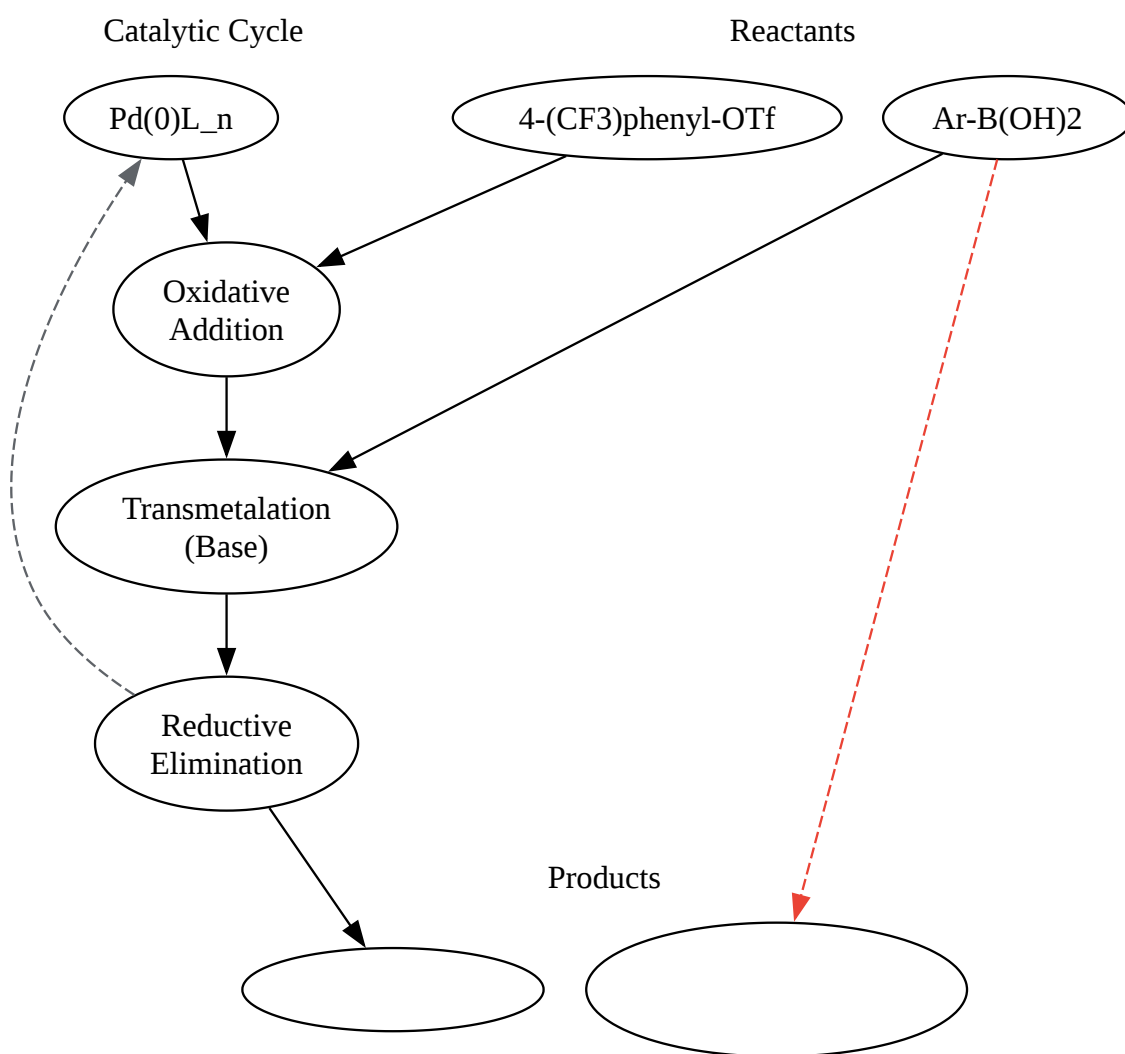 Catalytic Cycle
Reactants
Pd(0)L_n
4-(CF3)phenyl-OTf
Ar-B(OH)2
Oxidative
Addition
Transmetalation
(Base)
Reductive
Elimination
Products